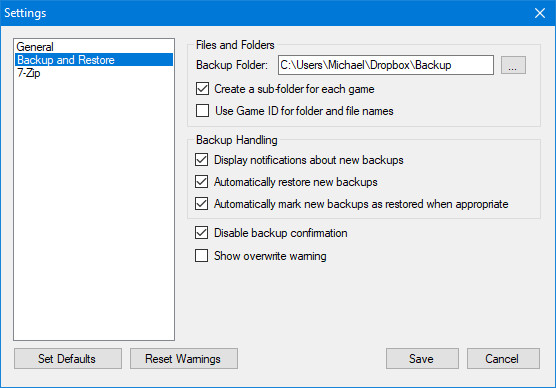 Settings
General
Backup and Restore
7-Zip
Files and Folders
Backup Folder: C:\Users\Michael\Dropbox\Backup ...
Create a sub-folder for each game
Use Game ID for folder and file names
Backup Handling
Display notifications about new backups
Automatically restore new backups
Automatically mark new backups as restored when appropriate
Disable backup confirmation
Show overwrite warning
Set Defaults Reset Warnings Save Cancel